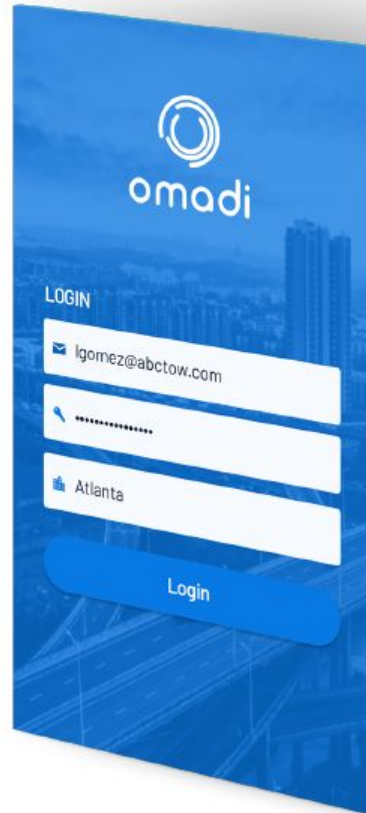 omadi
LOGIN
lgomez@abctow.com
•••••••••••••••
Atlanta
Login